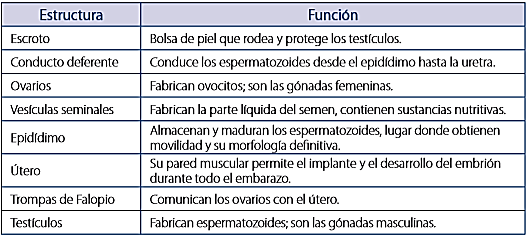 Estructura Función
Escroto Bolsa de piel que rodea y protege los testículos.
Conducto deferente Conduce los espermatozoides desde el epidídimo hasta la uretra.
Ovarios Fabrican ovocitos; son las gónadas femeninas.
Vesículas seminales Fabrican la parte líquida del semen, contienen sustancias nutritivas.
Epidídimo Almacenan y maduran los espermatozoides, lugar donde obtienen
movilidad y su morfología definitiva.
Útero Su pared muscular permite el implante y el desarrollo del embrión
durante todo el embarazo.
Trompas de Falopio Comunican los ovarios con el útero.
Testículos Fabrican espermatozoides; son las gónadas masculinas.